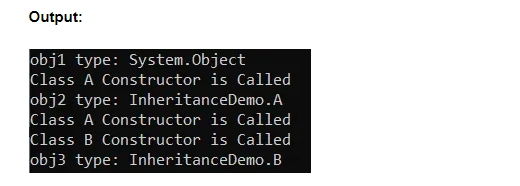 Output:
obj1 type: System.Object
Class A Constructor is Called
obj2 type: InheritanceDemo.A
Class A Constructor is Called
Class B Constructor is Called
obj3 type: InheritanceDemo.B